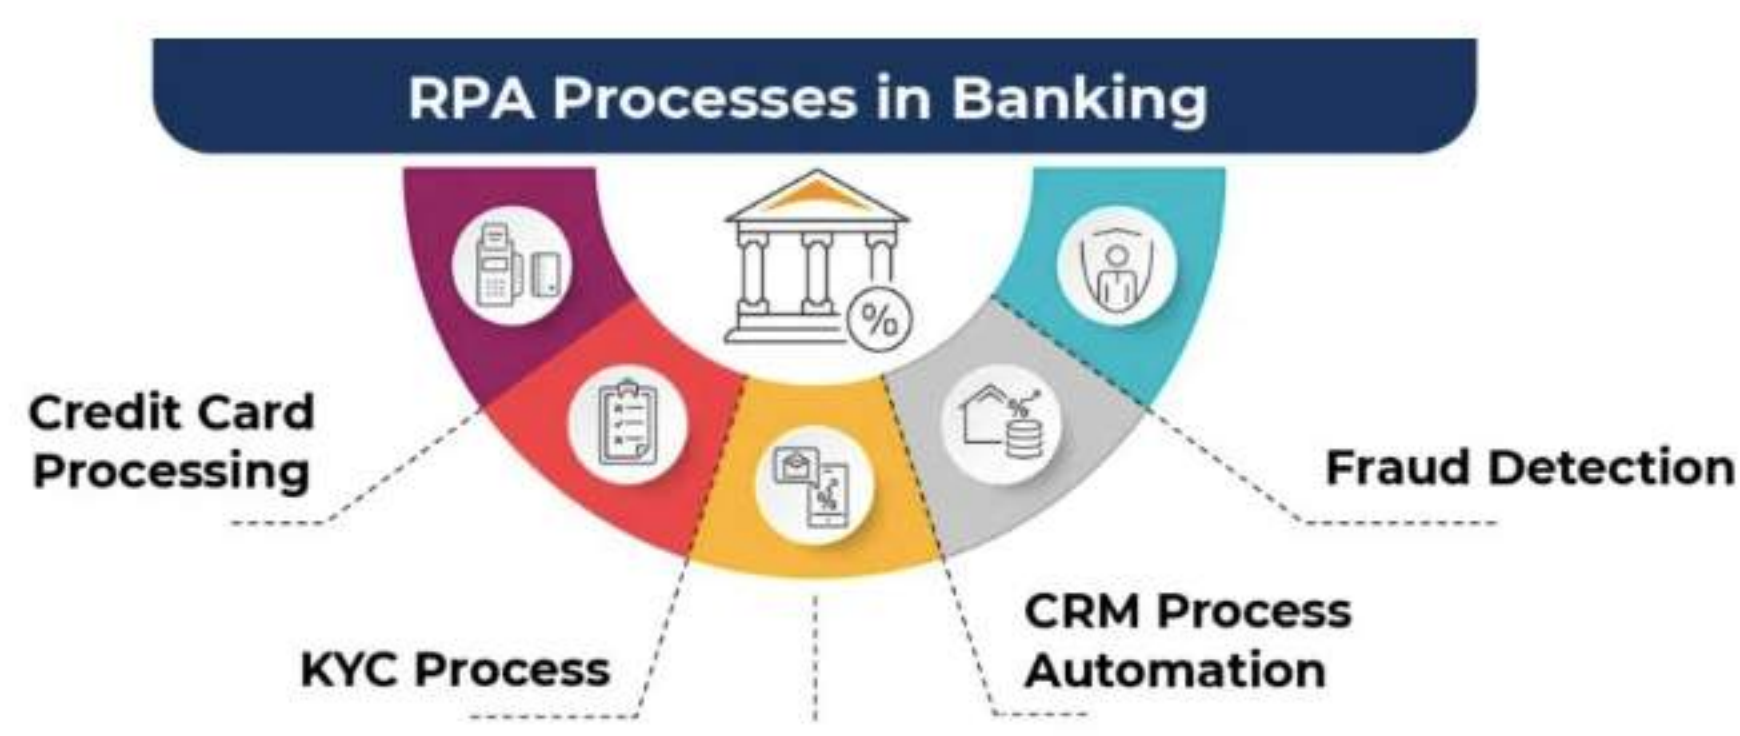 RPA Processes in Banking
%
%
%
Credit Card
Processing
Fraud Detection
CRM Process
Automation
KYC Process